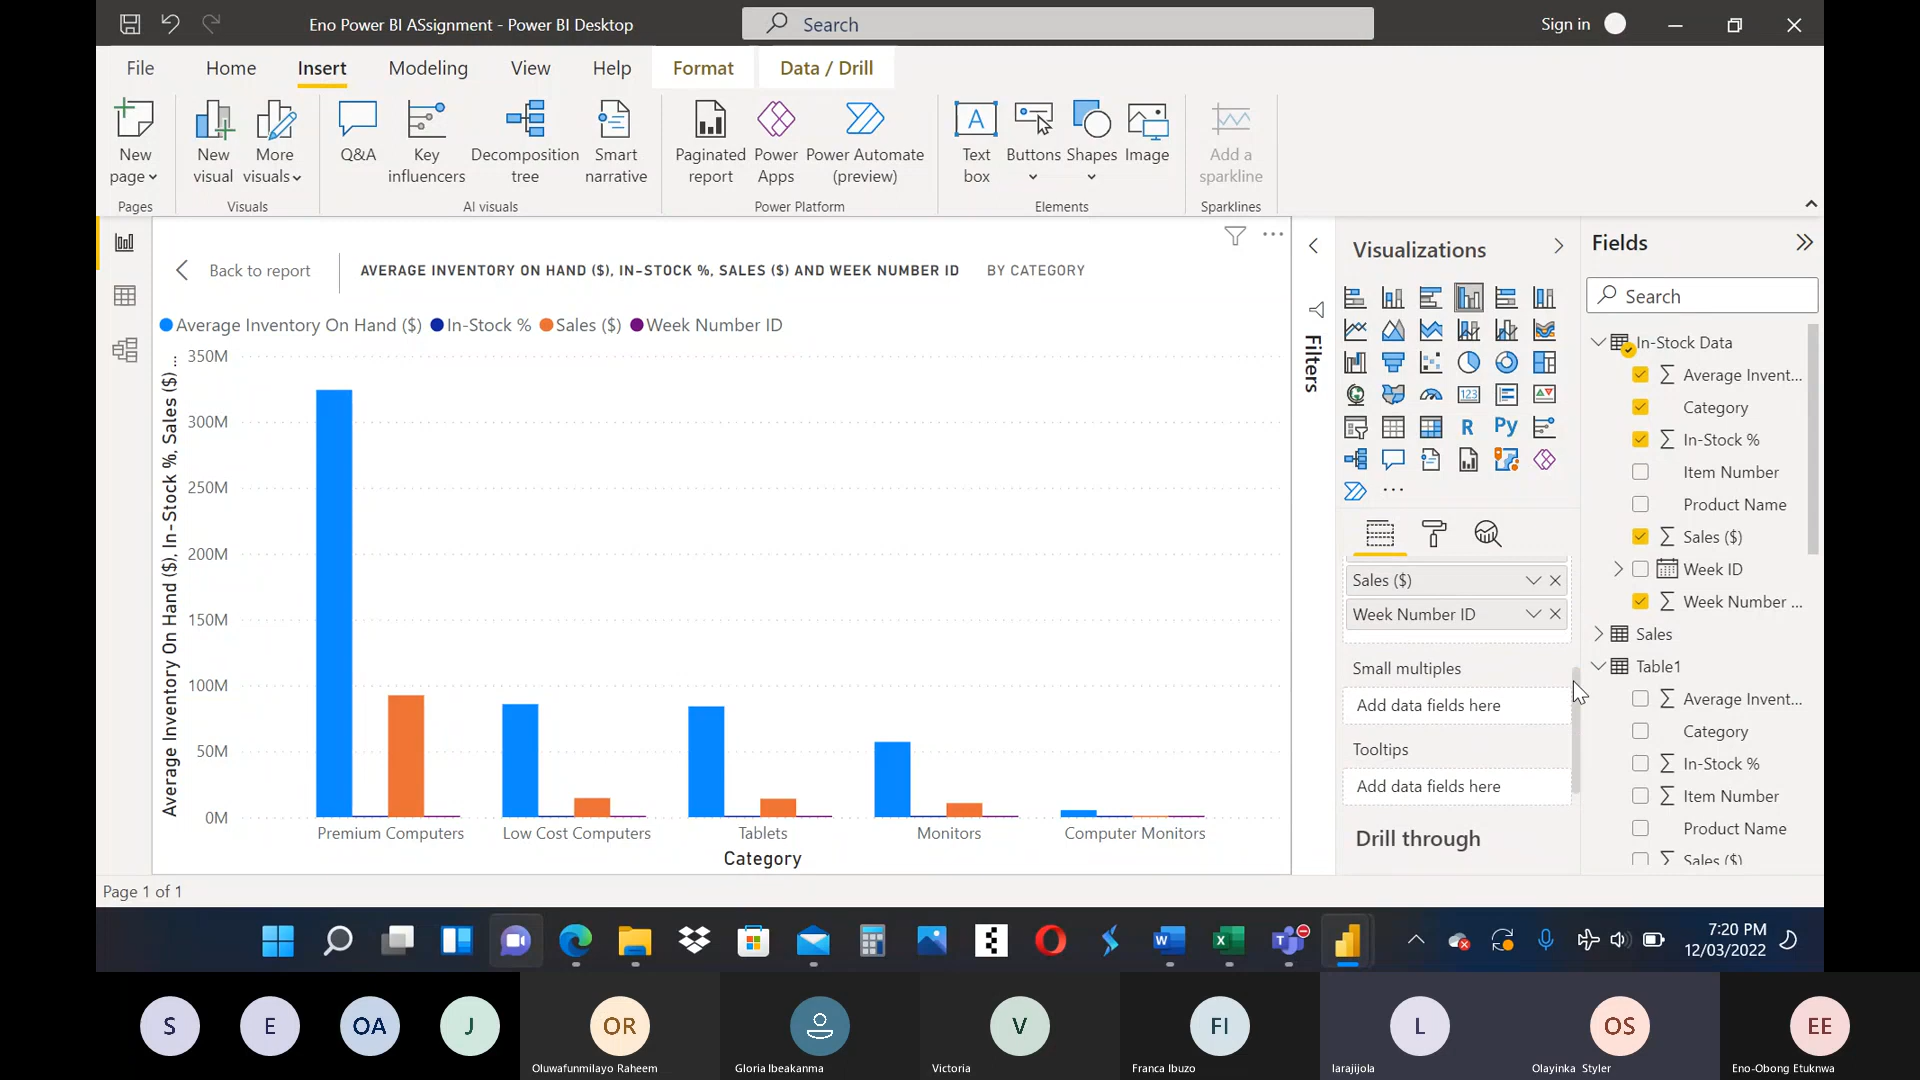 Eno Power BI ASsignment - Power BI Desktop
Search
Sign in
File Home Insert Modeling View Help Format Data / Drill
New page
New visual
More visuals
Q&A
Key influencers
Decomposition tree
Smart narrative
Paginated report
Power Apps
Power Automate (preview)
A
Text box
Buttons
Shapes
Image
Add a sparkline
Pages
Visuals
AI visuals
Power Platform
Elements
Sparklines
Back to report
AVERAGE INVENTORY ON HAND ($), IN-STOCK %, SALES ($) AND WEEK NUMBER ID BY CATEGORY
Average Inventory On Hand ($) In-Stock % Sales ($) Week Number ID
Average Inventory On Hand ($), In-Stock %, Sales ($) ...
350M
300M
250M
200M
150M
100M
50M
0M
Premium Computers Low Cost Computers Tablets Monitors Computer Monitors
Category
Filters
Visualizations
123
R
Py
...
Sales ($)
Week Number ID
Small multiples
Add data fields here
Tooltips
Add data fields here
Drill through
Fields
Search
In-Stock Data
Average Invent...
Category
In-Stock %
Item Number
Product Name
Sales ($)
Week ID
Week Number ...
Sales
Table1
Average Invent...
Category
In-Stock %
Item Number
Product Name
Sales ($)
Page 1 of 1
7:20 PM
12/03/2022
S
E
OA
J
OR
V
FI
L
OS
EE
Oluwafunmilayo Raheem
Gloria Ibeakanma
Victoria
Franca Ibuzo
larajijola
Olayinka Styler
Eno-Obong Etuknwa